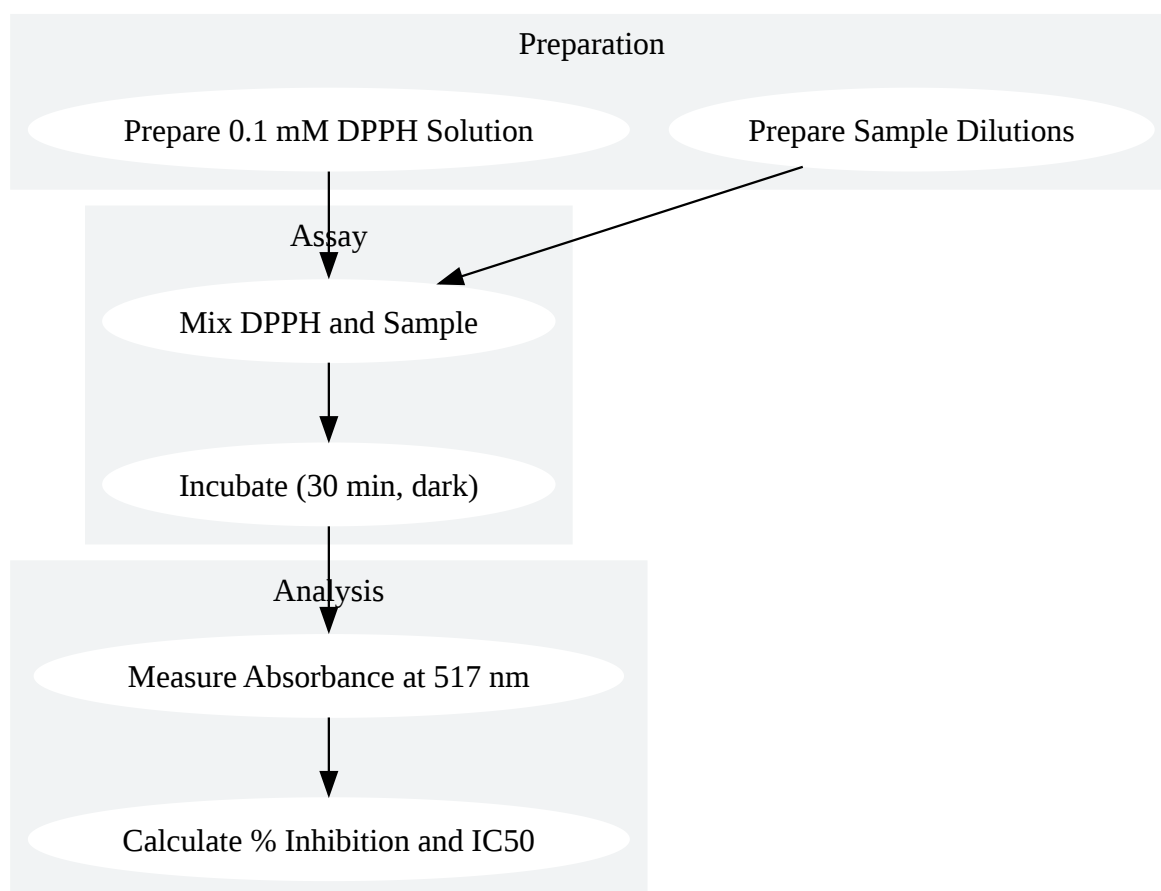 Preparation
Prepare 0.1 mM DPPH Solution
Prepare Sample Dilutions
Assay
Mix DPPH and Sample
Incubate (30 min, dark)
Analysis
Measure Absorbance at 517 nm
Calculate % Inhibition and IC50